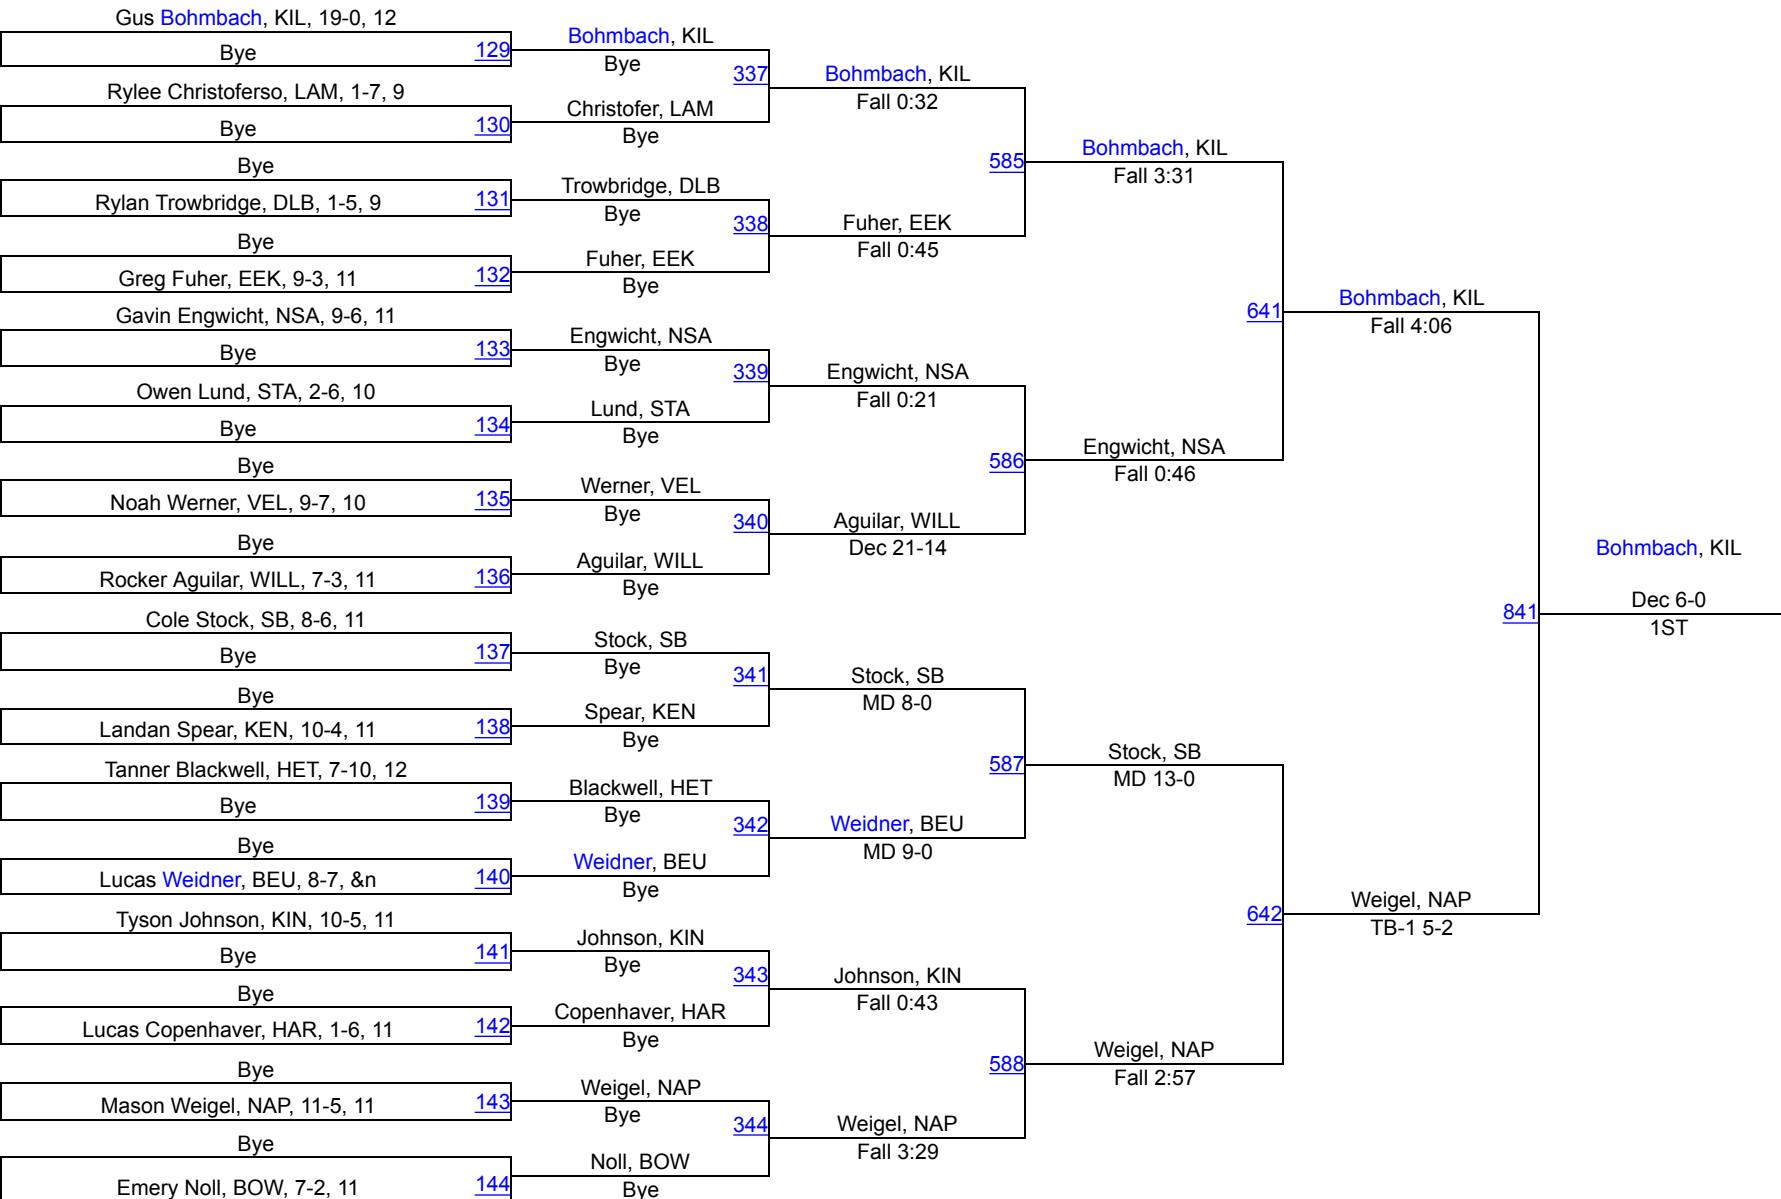 Gus Bohmbach, KIL, 19-0, 12
Bye
129
Rylee Christoferso, LAM, 1-7, 9
Bye
130
Bye
Rylan Trowbridge, DLB, 1-5, 9
131
Bye
Greg Fuher, EEK, 9-3, 11
132
Gavin Engwicht, NSA, 9-6, 11
Bye
133
Owen Lund, STA, 2-6, 10
Bye
134
Bye
Noah Werner, VEL, 9-7, 10
135
Bye
Rocker Aguilar, WILL, 7-3, 11
136
Cole Stock, SB, 8-6, 11
Bye
137
Bye
Landan Spear, KEN, 10-4, 11
138
Tanner Blackwell, HET, 7-10, 12
Bye
139
Bye
Lucas Weidner, BEU, 8-7, &n
140
Tyson Johnson, KIN, 10-5, 11
Bye
141
Bye
Lucas Copenhaver, HAR, 1-6, 11
142
Bye
Mason Weigel, NAP, 11-5, 11
143
Bye
Emery Noll, BOW, 7-2, 11
144
Bohmbach, KIL
Bye
337
Christofer, LAM
Bye
Trowbridge, DLB
Bye
338
Fuher, EEK
Bye
Engwicht, NSA
Bye
339
Lund, STA
Bye
Werner, VEL
Bye
340
Aguilar, WILL
Bye
Stock, SB
Bye
341
Spear, KEN
Bye
Blackwell, HET
Bye
342
Weidner, BEU
Bye
Johnson, KIN
Bye
343
Copenhaver, HAR
Bye
Weigel, NAP
Bye
344
Noll, BOW
Bye
Bohmbach, KIL
Fall 0:32
585
Fuher, EEK
Fall 0:45
Engwicht, NSA
Fall 0:21
586
Aguilar, WILL
Dec 21-14
Stock, SB
MD 8-0
587
Weidner, BEU
MD 9-0
Johnson, KIN
Fall 0:43
588
Weigel, NAP
Fall 3:29
Bohmbach, KIL
Fall 3:31
641
Engwicht, NSA
Fall 0:46
Stock, SB
MD 13-0
642
Weigel, NAP
Fall 2:57
Bohmbach, KIL
Fall 4:06
841
Weigel, NAP
TB-1 5-2
Bohmbach, KIL
Dec 6-0
1ST